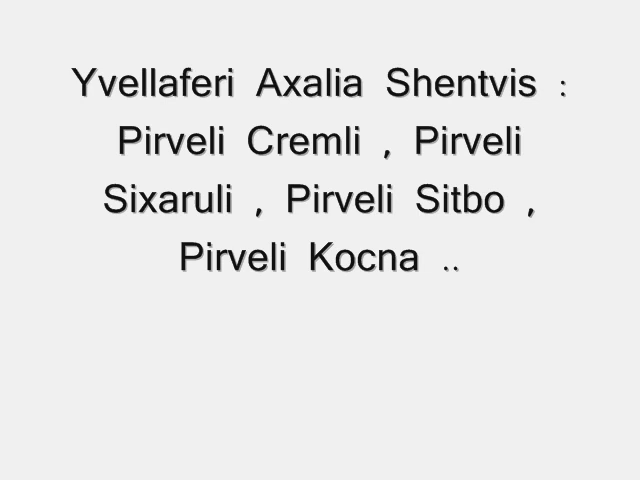 Yvellaferi Axalia Shentvis :
Pirveli Cremli , Pirveli
Sixaruli , Pirveli Sitbo ,
Pirveli Kocna ..